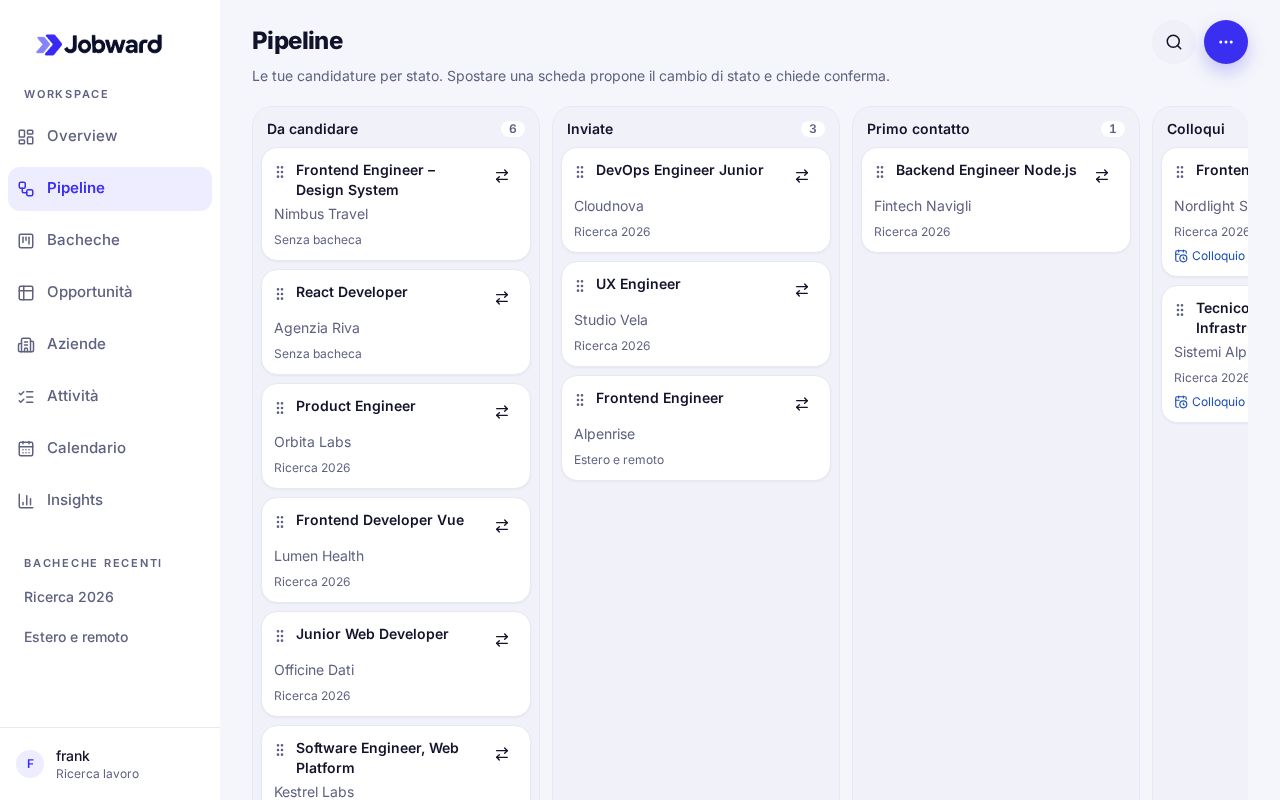 Jobward
WORKSPACE
Overview
Pipeline
Bacheche
Opportunità
Aziende
Attività
Calendario
Insights
BACHECHE RECENTI
Ricerca 2026
Estero e remoto
F
frank
Ricerca lavoro
Pipeline
Le tue candidature per stato. Spostare una scheda propone il cambio di stato e chiede conferma.
Da candidare
6
Frontend Engineer –
Design System
Nimbus Travel
Senza bacheca
React Developer
Agenzia Riva
Senza bacheca
Product Engineer
Orbita Labs
Ricerca 2026
Frontend Developer Vue
Lumen Health
Ricerca 2026
Junior Web Developer
Officine Dati
Ricerca 2026
Software Engineer, Web
Platform
Kestrel Labs
Inviate
3
DevOps Engineer Junior
Cloudnova
Ricerca 2026
UX Engineer
Studio Vela
Ricerca 2026
Frontend Engineer
Alpenrise
Estero e remoto
Primo contatto
1
Backend Engineer Node.js
Fintech Navigli
Ricerca 2026
Colloqui
Fronten
Nordlight S
Ricerca 2026
Colloquio
Tecnico
Infrastr
Sistemi Alp
Ricerca 2026
Colloquio